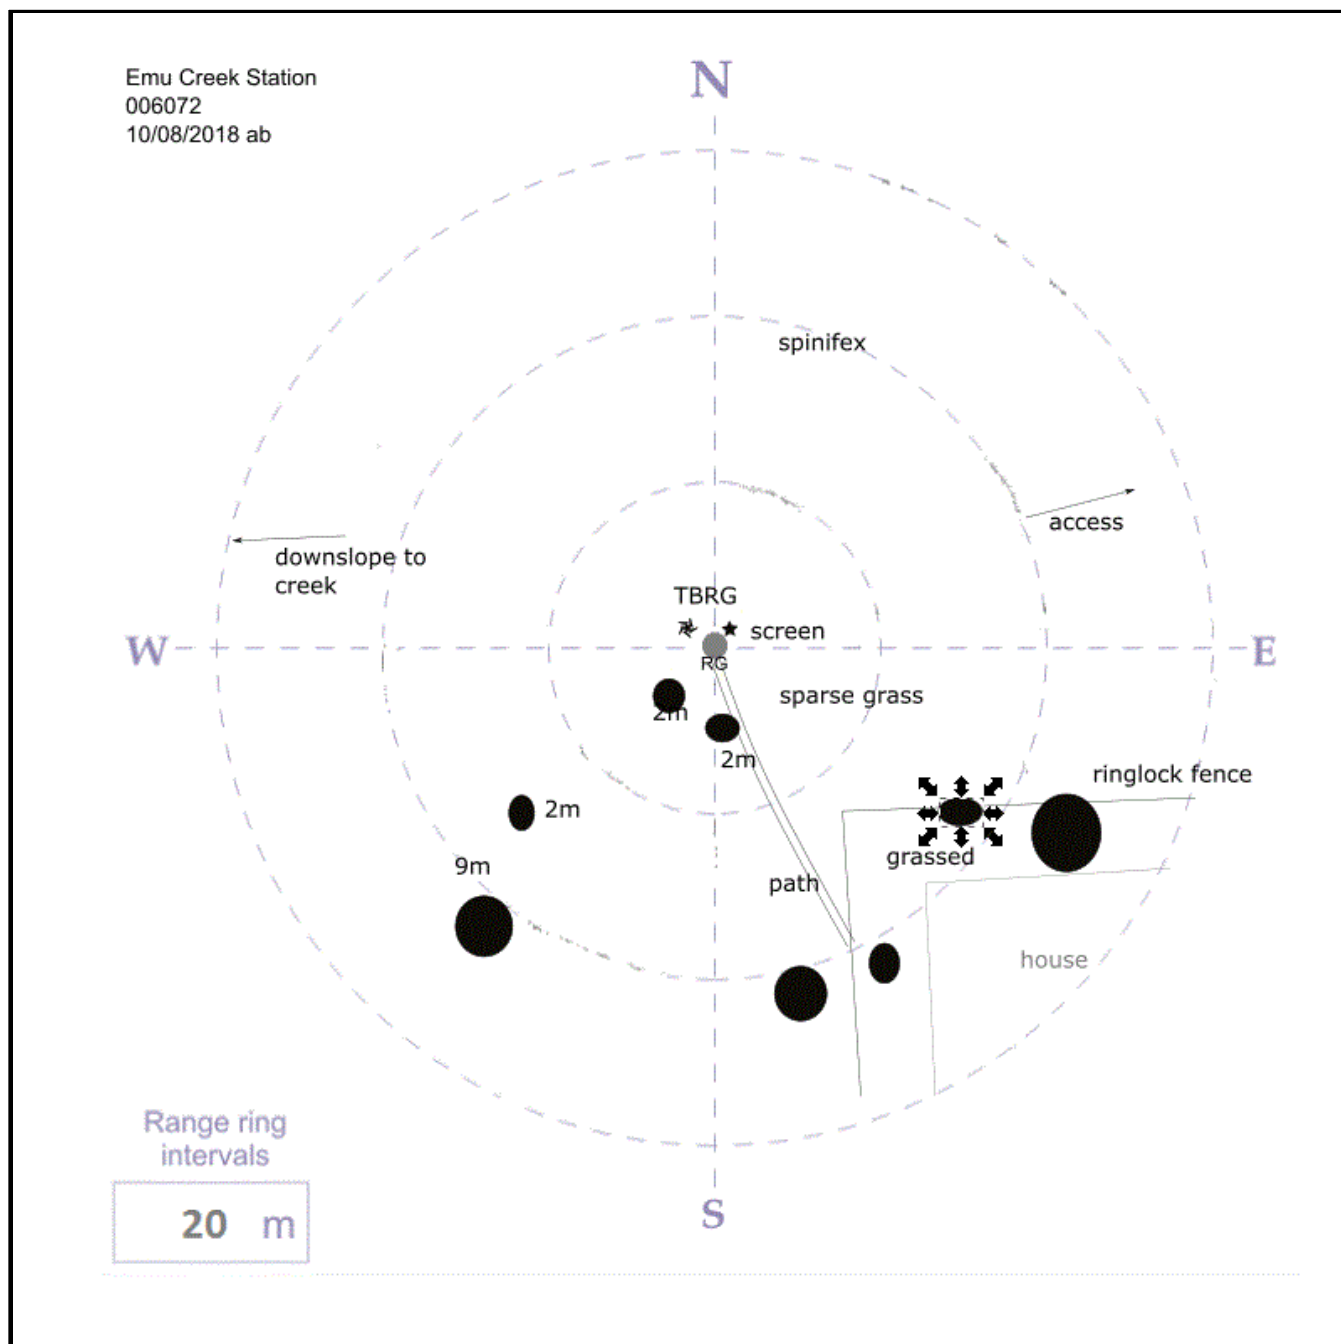 Emu Creek Station
006072
10/08/2018 ab
N
spinifex
access
downslope to
creek
TBRG
screen
W
E
RG
sparse grass
2m
2m
ringlock fence
2m
grassed
9m
path
house
Range ring
intervals
20 m
S